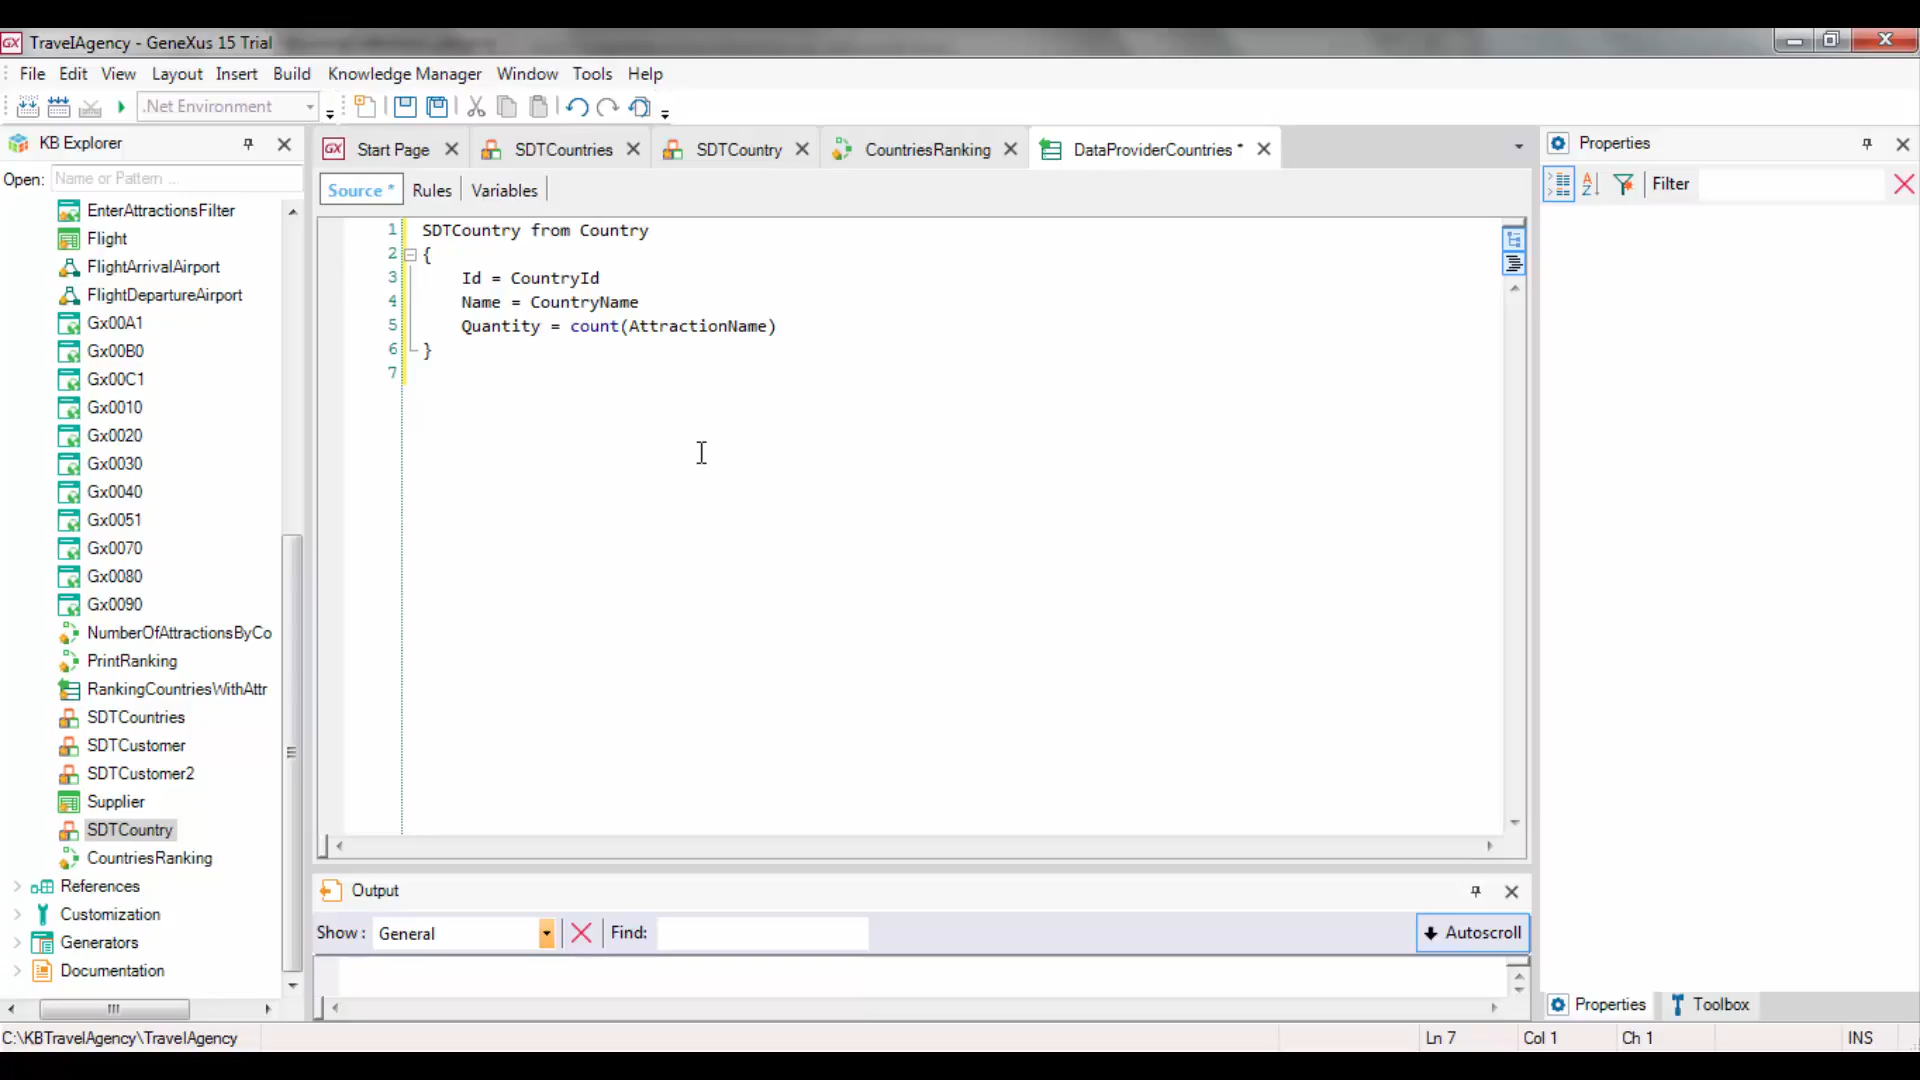 TravelAgency - GeneXus 15 Trial
File Edit View Layout Insert Build Knowledge Manager Window Tools Help
.Net Environment
KB Explorer
Open: Name or Pattern ...
EnterAttractionsFilter
Flight
FlightArrivalAirport
FlightDepartureAirport
Gx00A1
Gx00B0
Gx00C1
Gx0010
Gx0020
Gx0030
Gx0040
Gx0051
Gx0070
Gx0080
Gx0090
NumberOfAttractionsByCo
PrintRanking
RankingCountriesWithAttr
SDTCountries
SDTCustomer
SDTCustomer2
Supplier
SDTCountry
CountriesRanking
References
Customization
Generators
Documentation
GX Start Page SDTCountries SDTCountry CountriesRanking DataProviderCountries *
Source * Rules Variables
1 SDTCountry from Country
2 {
3 Id = CountryId
4 Name = CountryName
5 Quantity = count(AttractionName)
6 }
7
Output
Show: General Find: Autoscroll
Properties
Filter
Properties Toolbox
C:\KBTravelAgency\TravelAgency Ln 7 Col 1 Ch 1 INS